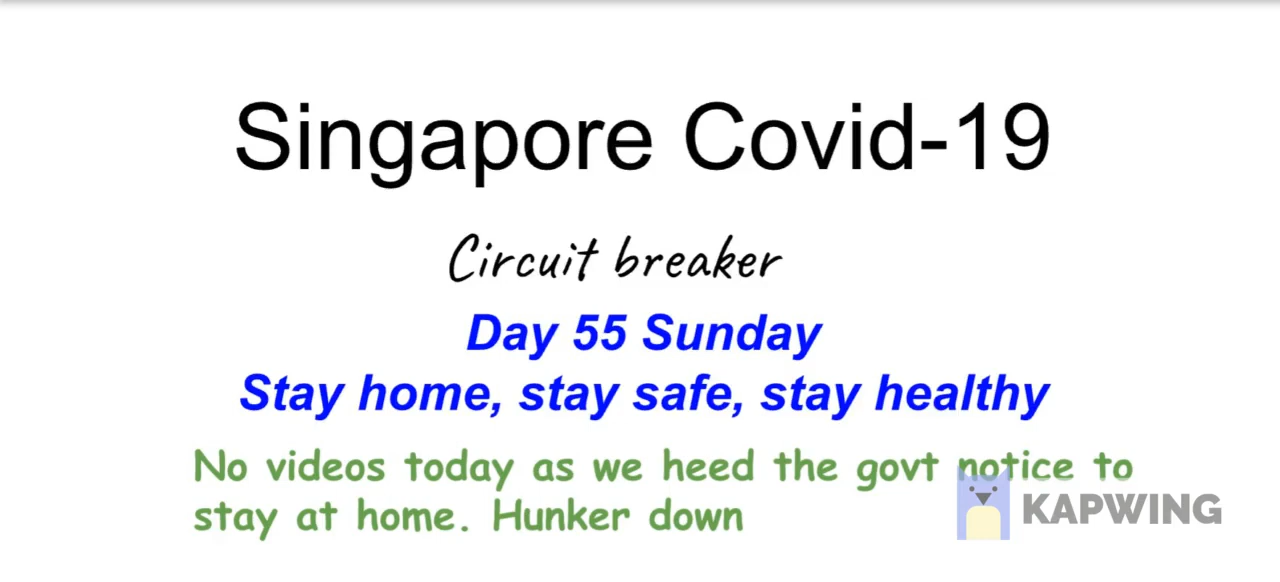 Singapore Covid-19
Circuit breaker
Day 55 Sunday
Stay home, stay safe, stay healthy
No videos today as we heed the govt notice to
stay at home. Hunker down
KAPWING